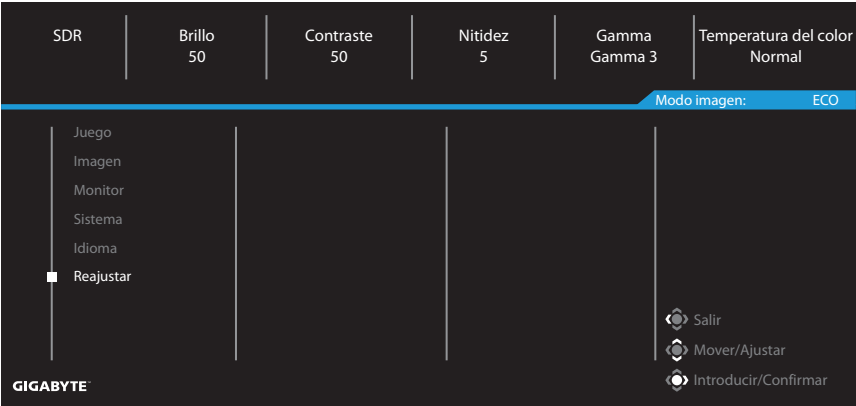 SDR Brillo Contraste Nitidez Gamma Temperatura del color
50 50 5 Gamma 3 Normal
Modo imagen: ECO
Juego
Imagen
Monitor
Sistema
Idioma
Reajustar
Salir
Mover/Ajustar
Introducir/Confirmar
GIGABYTE™